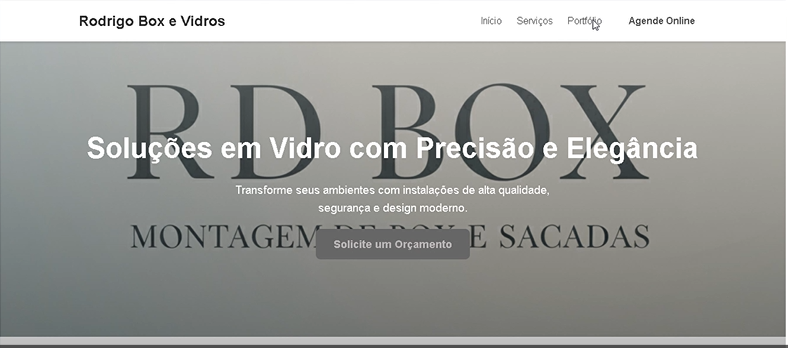 Rodrigo Box e Vidros
Início Serviços Portfólio Agende Online
RD BOX
Soluções em Vidro com Precisão e Elegância
Transforme seus ambientes com instalações de alta qualidade,
segurança e design moderno.
MONTAGEM DE BOX E SACADAS
Solicite um Orçamento